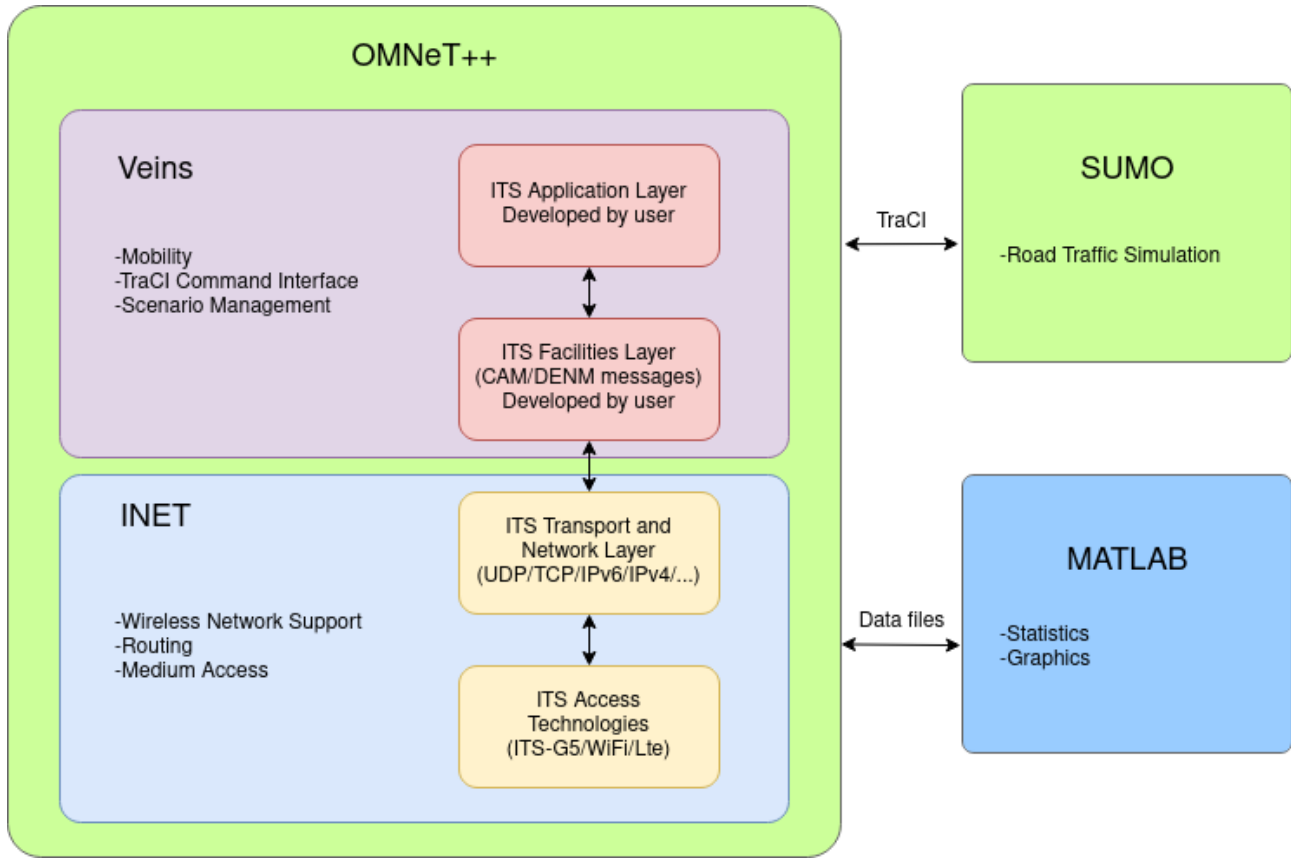 OMNeT++
Veins
-Mobility
-TraCI Command Interface
-Scenario Management
ITS Application Layer
Developed by user
ITS Facilities Layer
(CAM/DENM messages)
Developed by user
INET
-Wireless Network Support
-Routing
-Medium Access
ITS Transport and
Network Layer
(UDP/TCP/IPv6/IPv4/...)
ITS Access
Technologies
(ITS-G5/WiFi/Lte)
TraCI
SUMO
-Road Traffic Simulation
Data files
MATLAB
-Statistics
-Graphics